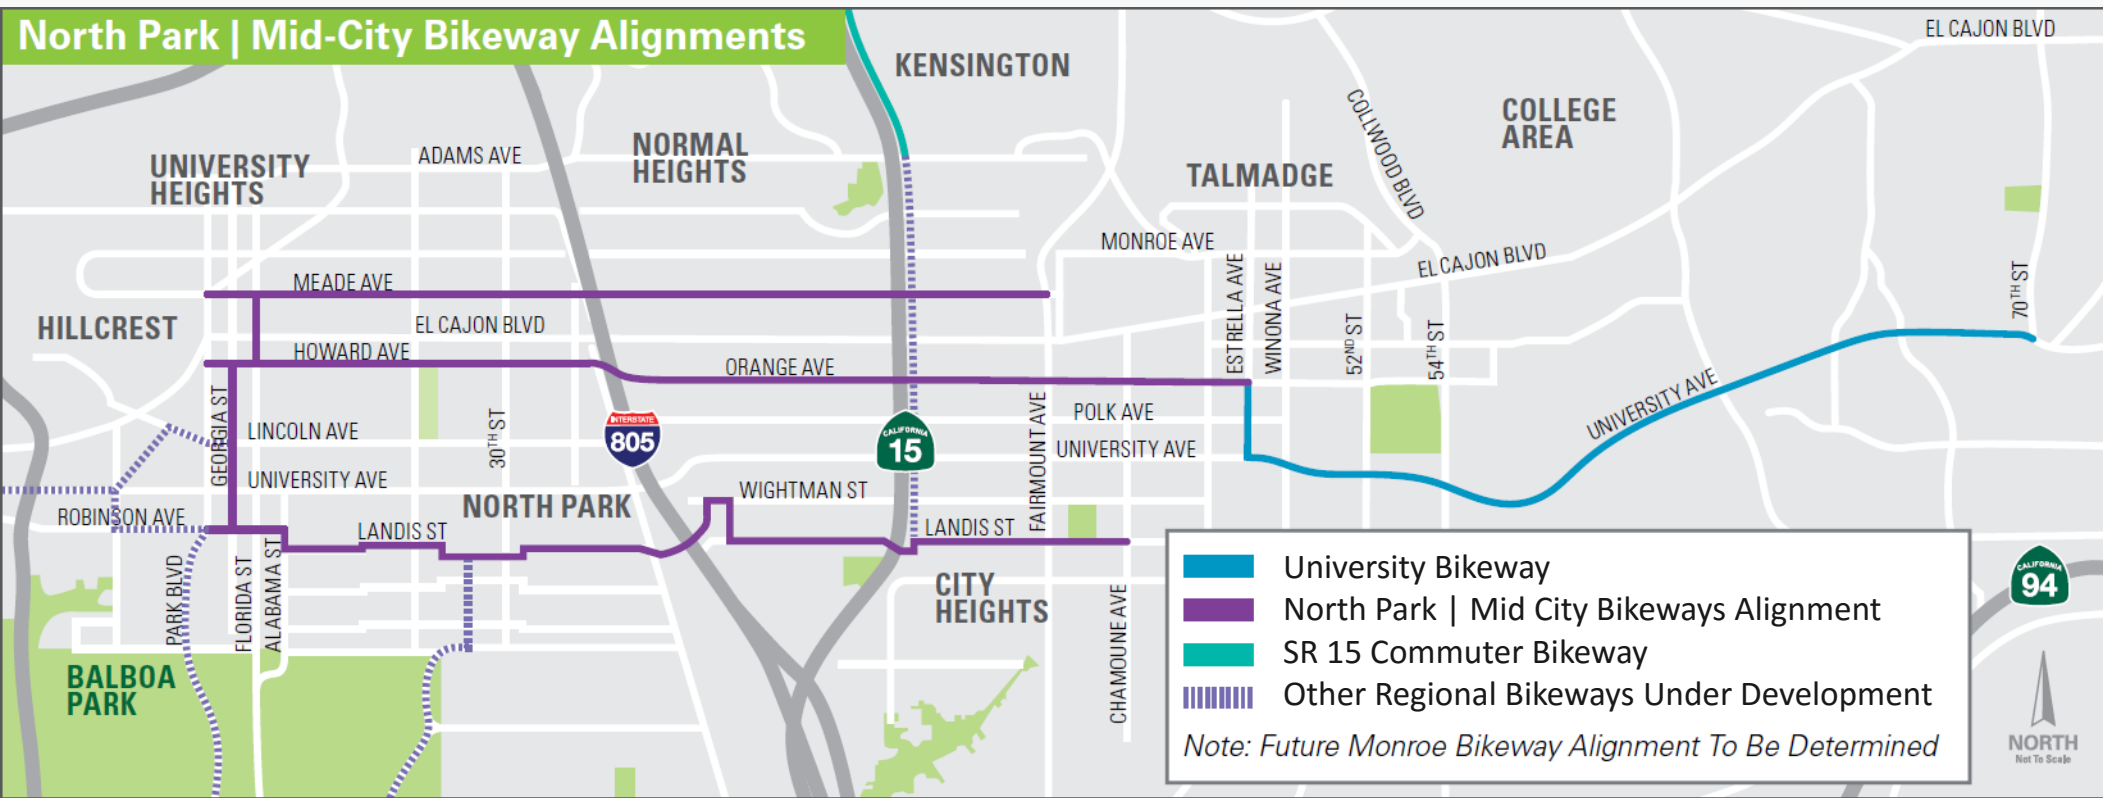 North Park | Mid-City Bikeway Alignments
KENSINGTON
EL CAJON BLVD
COLLEGE
AREA
COLLWOOD BLVD
NORMAL
HEIGHTS
ADAMS AVE
UNIVERSITY
HEIGHTS
TALMADGE
MONROE AVE
EL CAJON BLVD
ESTRELLA AVE
WINONA AVE
70TH ST
MEADE AVE
HILLCREST
EL CAJON BLVD
HOWARD AVE
ORANGE AVE
52ND ST
54TH ST
UNIVERSITY AVE
GEORGIA ST
LINCOLN AVE
30TH ST
INTERSTATE
805
CALIFORNIA
15
FAIRMOUNT AVE
POLK AVE
UNIVERSITY AVE
UNIVERSITY AVE
WIGHTMAN ST
NORTH PARK
ROBINSON AVE
LANDIS ST
LANDIS ST
PARK BLVD
FLORIDA ST
ALABAMA ST
CITY
HEIGHTS
CHAMOUNE AVE
BALBOA
PARK
CALIFORNIA
94
University Bikeway
North Park | Mid City Bikeways Alignment
SR 15 Commuter Bikeway
Other Regional Bikeways Under Development
Note: Future Monroe Bikeway Alignment To Be Determined
NORTH
Not To Scale